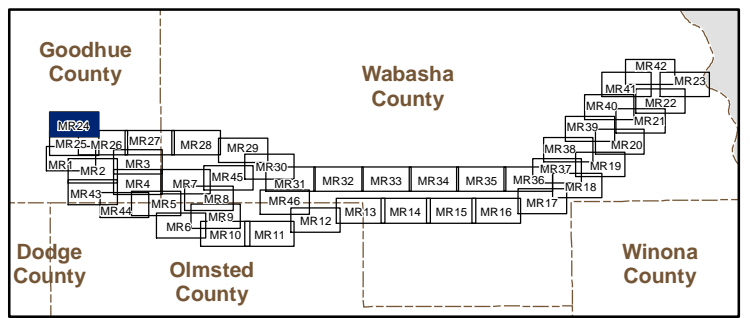 Goodhue
County
Wabasha
County
MR42
MR41
MR23
MR40
MR22
MR24
MR39
MR21
MR25
MR26
MR27
MR28
MR29
MR38
MR20
MR1
MR2
MR3
MR30
MR37
MR19
MR43
MR4
MR7
MR45
MR31
MR32
MR33
MR34
MR35
MR36
MR18
MR44
MR5
MR8
MR46
MR17
MR6
MR9
MR12
MR13
MR14
MR15
MR16
MR10
MR11
Dodge
County
Olmsted
County
Winona
County